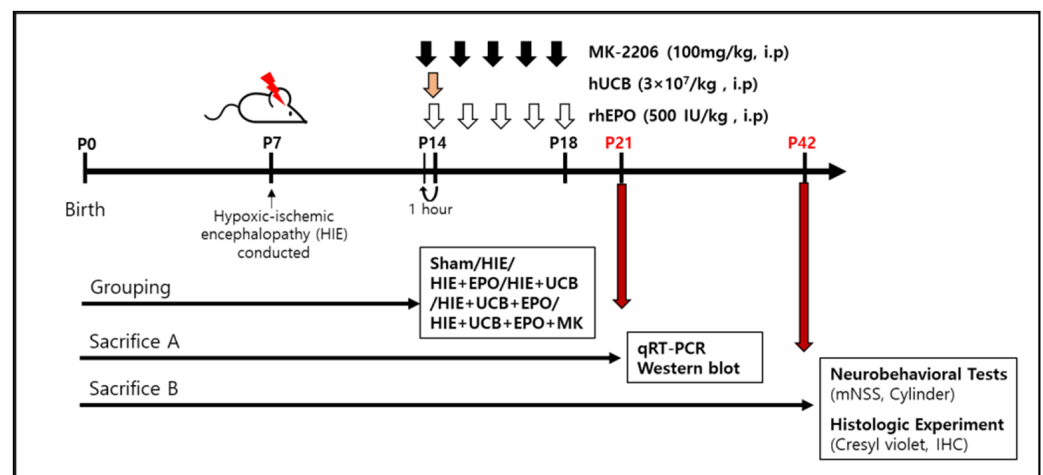 MK-2206 (100mg/kg, i.p)
hUCB (3×10⁷/kg , i.p)
rhEPO (500 IU/kg , i.p)
P0
P7
P14
P18
P21
P42
Birth
Hypoxic-ischemic
encephalopathy (HIE)
conducted
1 hour
Grouping
Sham/HIE/
HIE+EPO/HIE+UCB
/HIE+UCB+EPO/
HIE+UCB+EPO+MK
Sacrifice A
qRT-PCR
Western blot
Sacrifice B
Neurobehavioral Tests
(mNSS, Cylinder)
Histologic Experiment
(Cresyl violet, IHC)